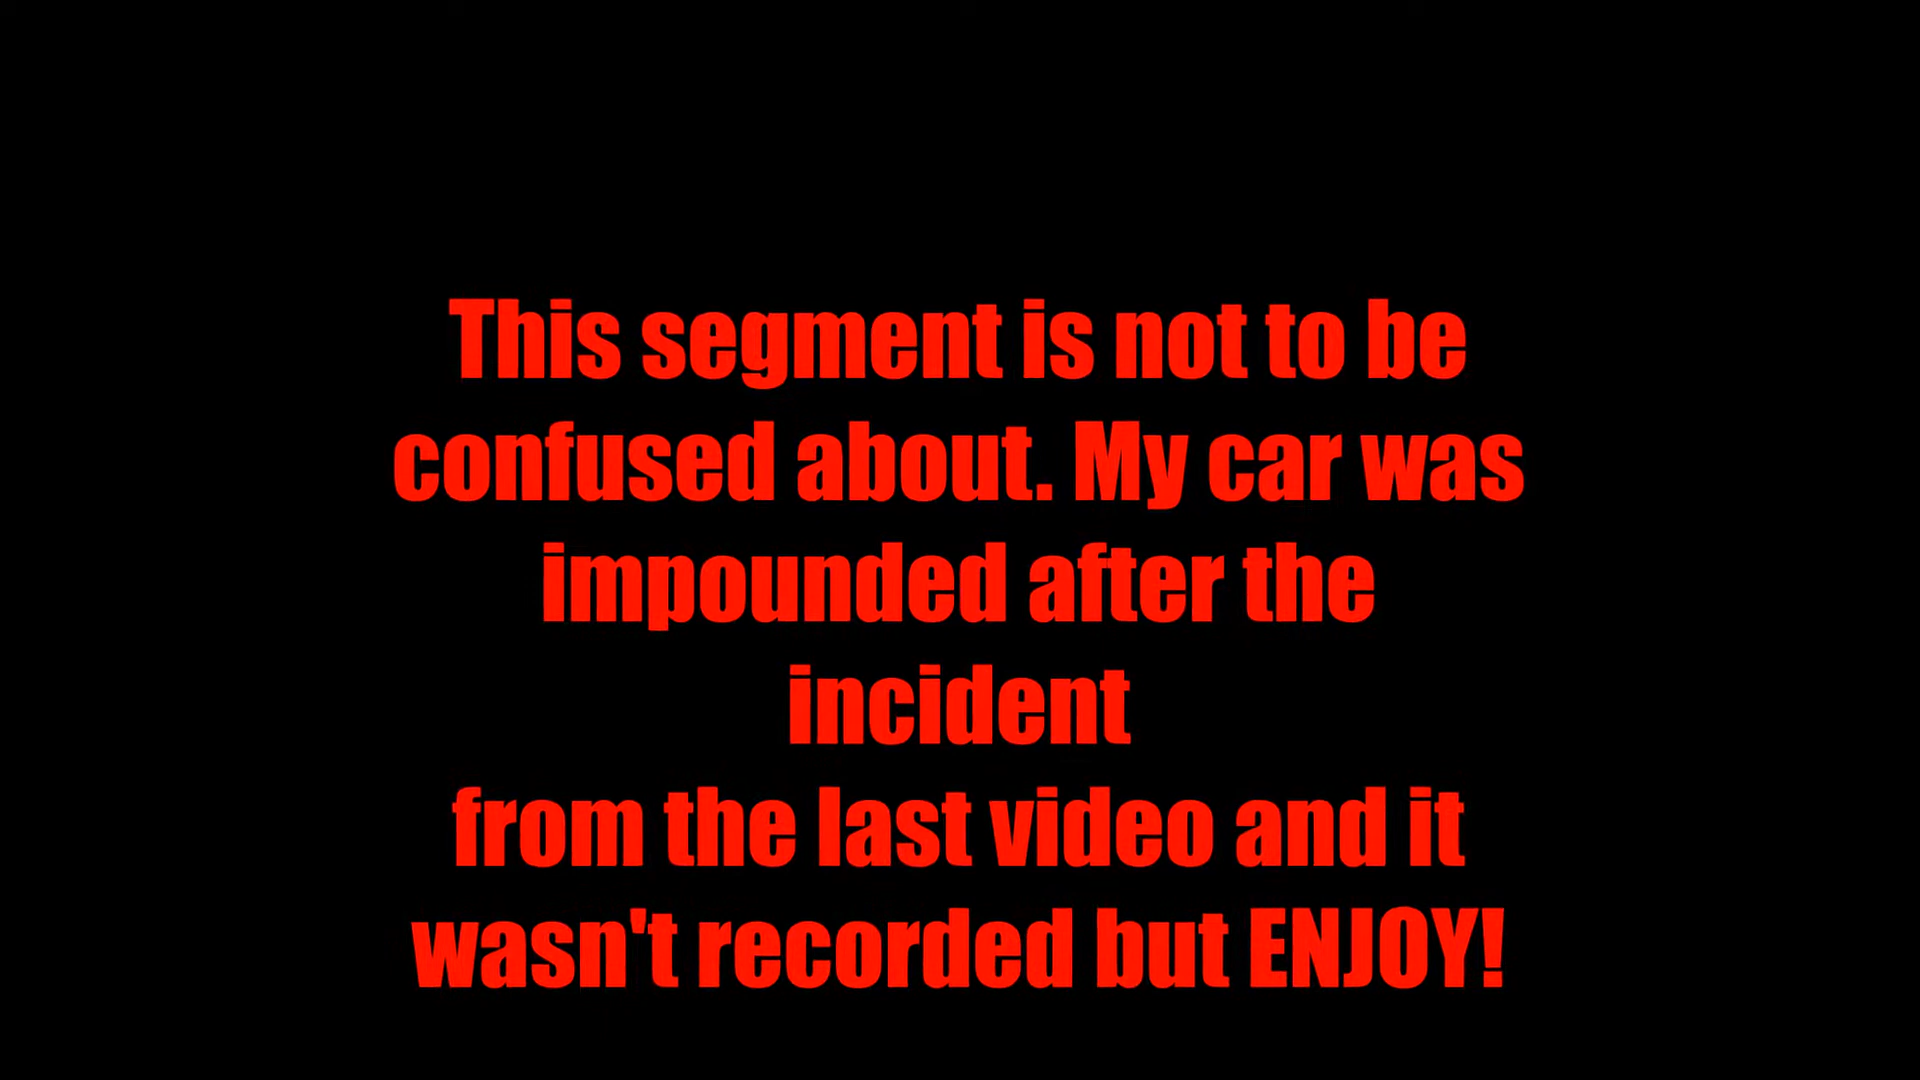 This segment is not to be
confused about. My car was
impounded after the
incident
from the last video and it
wasn't recorded but ENJOY!